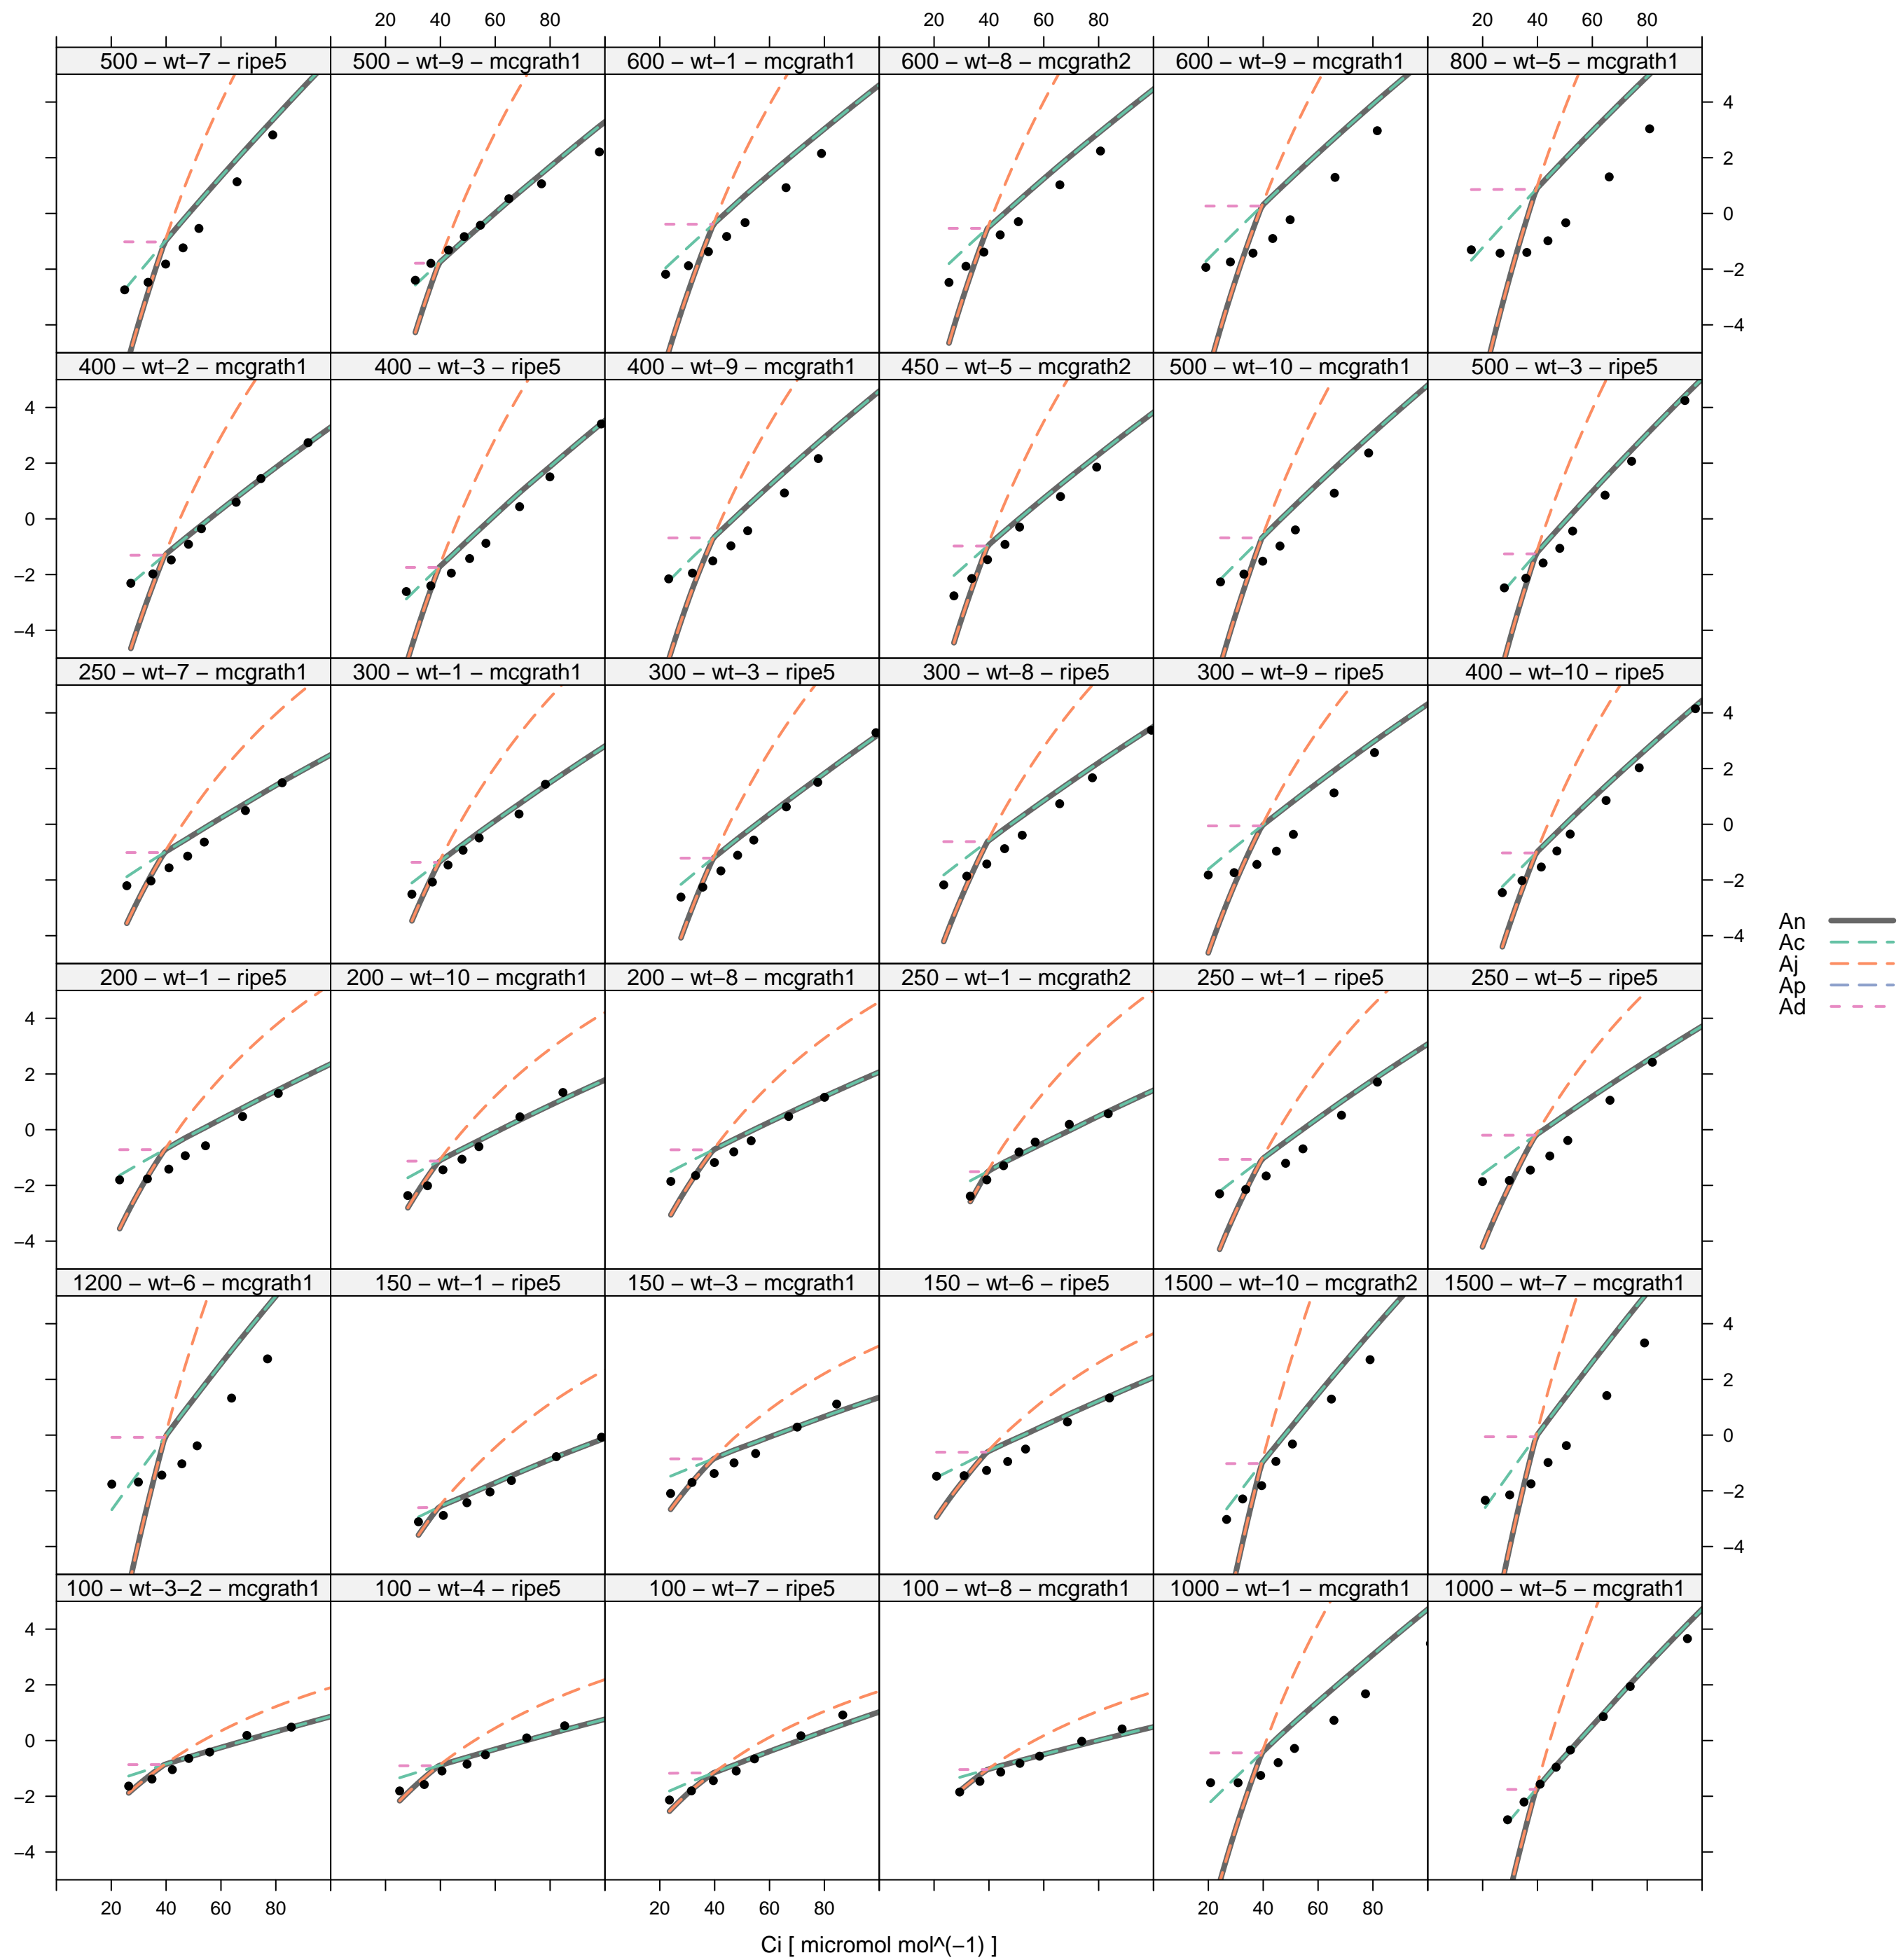 20 40 60 80 20 40 60 80 20 40 60 80
500 − wt−7 − ripe5 500 − wt−9 − mcgrath1 600 − wt−1 − mcgrath1 600 − wt−8 − mcgrath2 600 − wt−9 − mcgrath1 800 − wt−5 − mcgrath1
4
2
0
−2
−4
400 − wt−2 − mcgrath1 400 − wt−3 − ripe5 400 − wt−9 − mcgrath1 450 − wt−5 − mcgrath2 500 − wt−10 − mcgrath1 500 − wt−3 − ripe5
4
2
0
−2
−4
250 − wt−7 − mcgrath1 300 − wt−1 − mcgrath1 300 − wt−3 − ripe5 300 − wt−8 − ripe5 300 − wt−9 − ripe5 400 − wt−10 − ripe5
4
2
0
−2
−4
An
Ac
Aj
Ap
Ad
200 − wt−1 − ripe5 200 − wt−10 − mcgrath1 200 − wt−8 − mcgrath1 250 − wt−1 − mcgrath2 250 − wt−1 − ripe5 250 − wt−5 − ripe5
4
2
0
−2
−4
1200 − wt−6 − mcgrath1 150 − wt−1 − ripe5 150 − wt−3 − mcgrath1 150 − wt−6 − ripe5 1500 − wt−10 − mcgrath2 1500 − wt−7 − mcgrath1
4
2
0
−2
−4
100 − wt−3−2 − mcgrath1 100 − wt−4 − ripe5 100 − wt−7 − ripe5 100 − wt−8 − mcgrath1 1000 − wt−1 − mcgrath1 1000 − wt−5 − mcgrath1
4
2
0
−2
−4
20 40 60 80 20 40 60 80 20 40 60 80
Ci [ micromol mol^(−1) ]